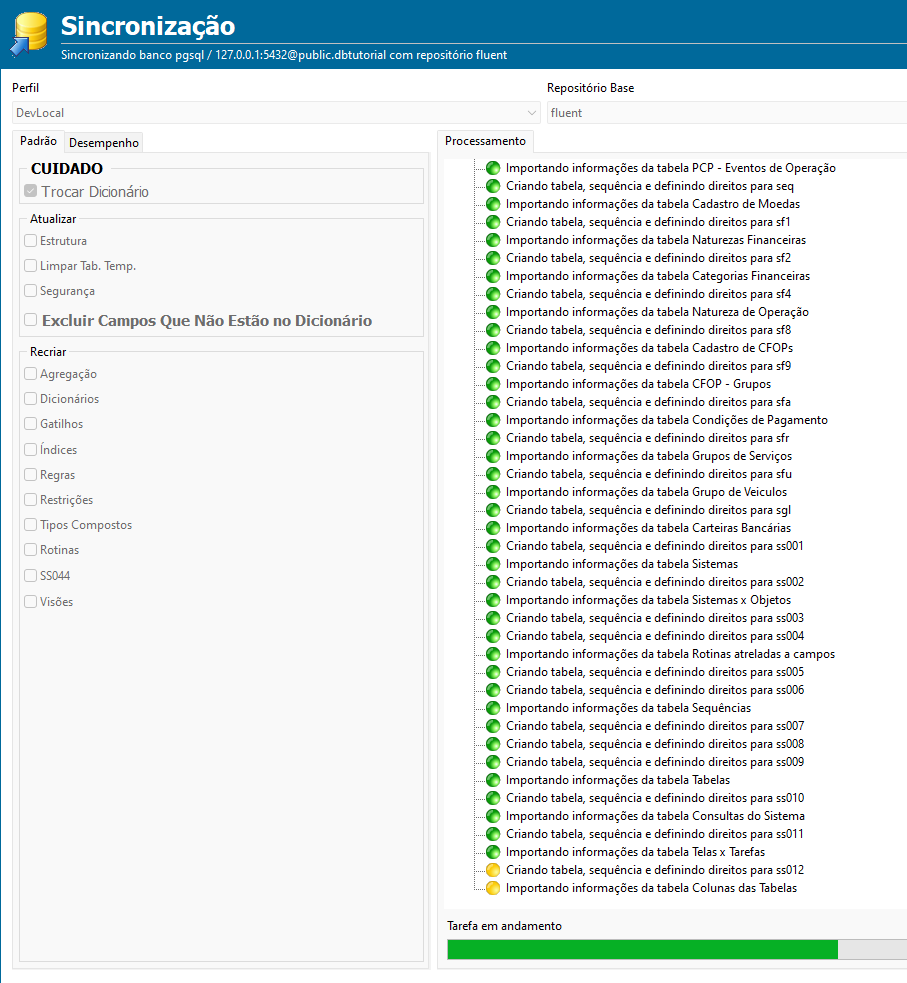 Sincronização
Sincronizando banco pgsql / 127.0.0.1:5432@public.dbtutorial com repositório fluent
Perfil
Repositório Base
DevLocal
fluent
Padrão
Desempenho
CUIDADO
Trocar Dicionário
Atualizar
Estrutura
Limpar Tab. Temp.
Segurança
Excluir Campos Que Não Estão no Dicionário
Recriar
Agregação
Dicionários
Gatilhos
Índices
Regras
Restrições
Tipos Compostos
Rotinas
SS044
Visões
Processamento
Importando informações da tabela PCP - Eventos de Operação
Criando tabela, sequência e definindo direitos para seq
Importando informações da tabela Cadastro de Moedas
Criando tabela, sequência e definindo direitos para sf1
Importando informações da tabela Naturezas Financeiras
Criando tabela, sequência e definindo direitos para sf2
Importando informações da tabela Categorias Financeiras
Criando tabela, sequência e definindo direitos para sf4
Importando informações da tabela Natureza de Operação
Criando tabela, sequência e definindo direitos para sf8
Importando informações da tabela Cadastro de CFOPs
Criando tabela, sequência e definindo direitos para sf9
Importando informações da tabela CFOP - Grupos
Criando tabela, sequência e definindo direitos para sfa
Importando informações da tabela Condições de Pagamento
Criando tabela, sequência e definindo direitos para sfr
Importando informações da tabela Grupos de Serviços
Criando tabela, sequência e definindo direitos para sfu
Importando informações da tabela Grupo de Veiculos
Criando tabela, sequência e definindo direitos para sgl
Importando informações da tabela Carteiras Bancárias
Criando tabela, sequência e definindo direitos para ss001
Importando informações da tabela Sistemas
Criando tabela, sequência e definindo direitos para ss002
Importando informações da tabela Sistemas x Objetos
Criando tabela, sequência e definindo direitos para ss003
Criando tabela, sequência e definindo direitos para ss004
Importando informações da tabela Rotinas atreladas a campos
Criando tabela, sequência e definindo direitos para ss005
Criando tabela, sequência e definindo direitos para ss006
Importando informações da tabela Sequências
Criando tabela, sequência e definindo direitos para ss007
Criando tabela, sequência e definindo direitos para ss008
Criando tabela, sequência e definindo direitos para ss009
Importando informações da tabela Tabelas
Criando tabela, sequência e definindo direitos para ss010
Importando informações da tabela Consultas do Sistema
Criando tabela, sequência e definindo direitos para ss011
Importando informações da tabela Telas x Tarefas
Criando tabela, sequência e definindo direitos para ss012
Importando informações da tabela Colunas das Tabelas
Tarefa em andamento